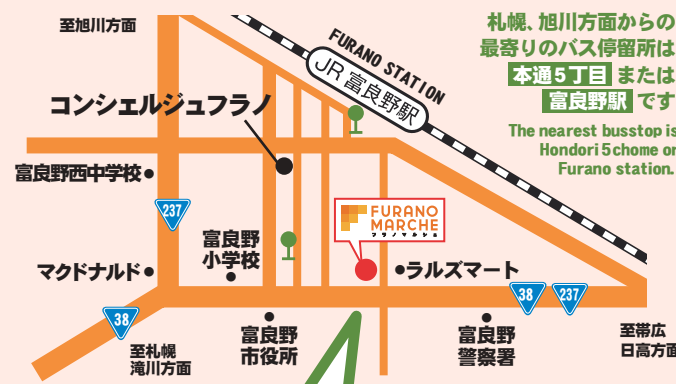 至旭川方面
FURANO STATION
JR 富良野駅
札幌、旭川方面からの
最寄りのバス停留所は
本通5丁目 または
富良野駅 です
The nearest busstop is
Hondori 5chome or
Furano station.
コンシェルジュフラノ
富良野西中学校
237
富良野
小学校
FURANO
MARCHE
フラノマルシェ
マクドナルド
ラルズマート
38
237
38
富良野
市役所
富良野
警察署
至札幌
滝川方面
至帯広
日高方面